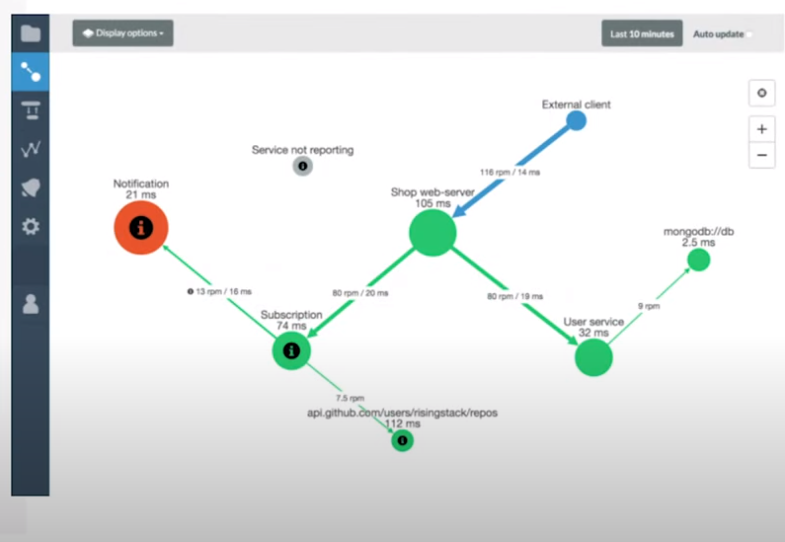 Display options
Last 10 minutes
Auto update
External client
Service not reporting
116 rpm / 14 ms
Notification
21 ms
Shop web-server
105 ms
mongodb://db
2.5 ms
13 rpm / 16 ms
80 rpm / 20 ms
80 rpm / 19 ms
9 rpm
Subscription
74 ms
User service
32 ms
7.5 rpm
api.github.com/users/risingstack/repos
112 ms